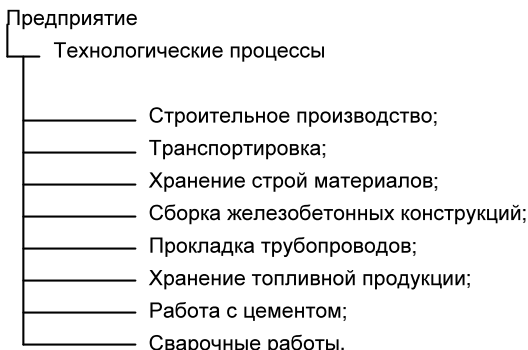 Предприятие
Технологические процессы
Строительное производство;
Транспортировка;
Хранение строй материалов;
Сборка железобетонных конструкций;
Прокладка трубопроводов;
Хранение топливной продукции;
Работа с цементом;
Сварочные работы.